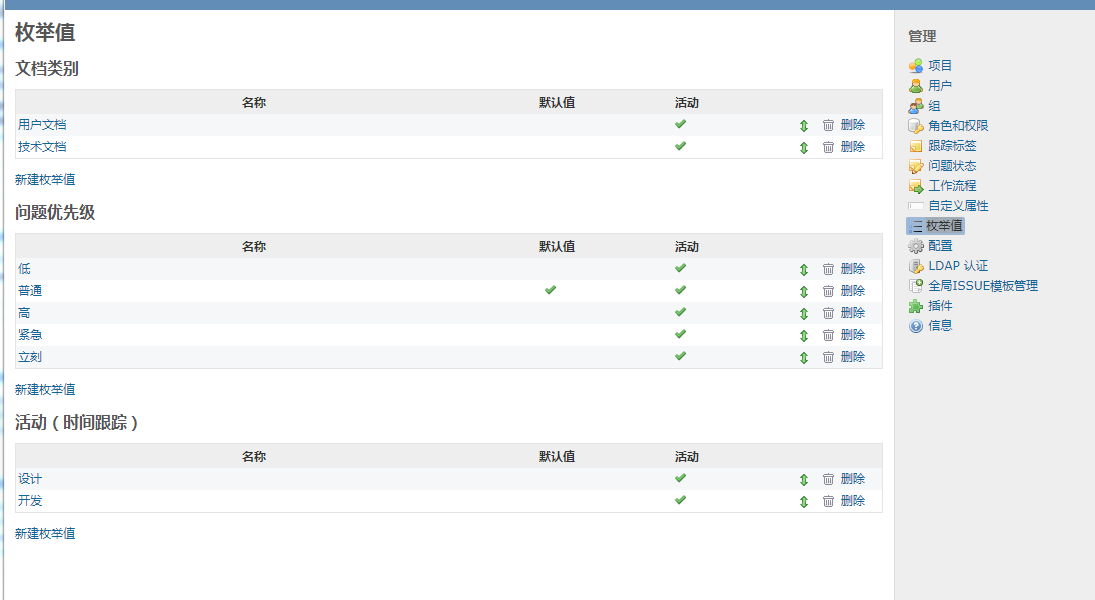 枚举值
文档类别
名称 默认值 活动
用户文档 删除
技术文档 删除
新建枚举值
问题优先级
名称 默认值 活动
低 删除
普通 删除
高 删除
紧急 删除
立刻 删除
新建枚举值
活动（时间跟踪）
名称 默认值 活动
设计 删除
开发 删除
新建枚举值
管理
项目
用户
组
角色和权限
跟踪标签
问题状态
工作流程
自定义属性
枚举值
配置
LDAP 认证
全局ISSUE模板管理
插件
信息